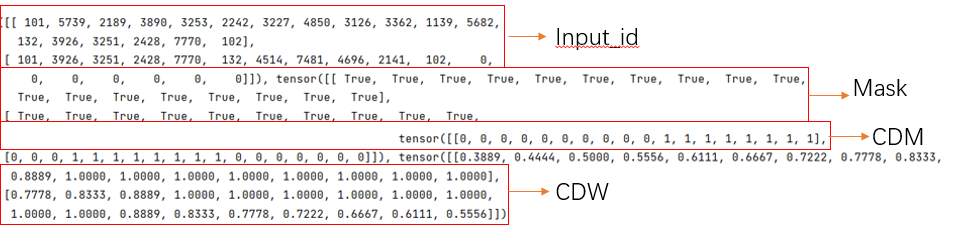 ([[ 101, 5739, 2189, 3890, 3253, 2242, 3227, 4850, 3126, 3362, 1139, 5682,
132, 3926, 3251, 2428, 7770, 102],
Input_id
[ 101, 3926, 3251, 2428, 7770, 132, 4514, 7481, 4696, 2141, 102, 0,
0, 0, 0, 0, 0, 0]]), tensor([[ True, True, True, True, True, True, True, True, True, True,
Mask
True, True, True, True, True, True, True, True],
[ True, True, True, True, True, True, True, True, True, True,
tensor([[0, 0, 0, 0, 0, 0, 0, 0, 0, 0, 1, 1, 1, 1, 1, 1, 1, 1],
CDM
[0, 0, 0, 1, 1, 1, 1, 1, 1, 1, 1, 0, 0, 0, 0, 0, 0, 0]]), tensor([[0.3889, 0.4444, 0.5000, 0.5556, 0.6111, 0.6667, 0.7222, 0.7778, 0.8333,
0.8889, 1.0000, 1.0000, 1.0000, 1.0000, 1.0000, 1.0000, 1.0000, 1.0000],
CDW
[0.7778, 0.8333, 0.8889, 1.0000, 1.0000, 1.0000, 1.0000, 1.0000, 1.0000,
1.0000, 1.0000, 0.8889, 0.8333, 0.7778, 0.7222, 0.6667, 0.6111, 0.5556]])